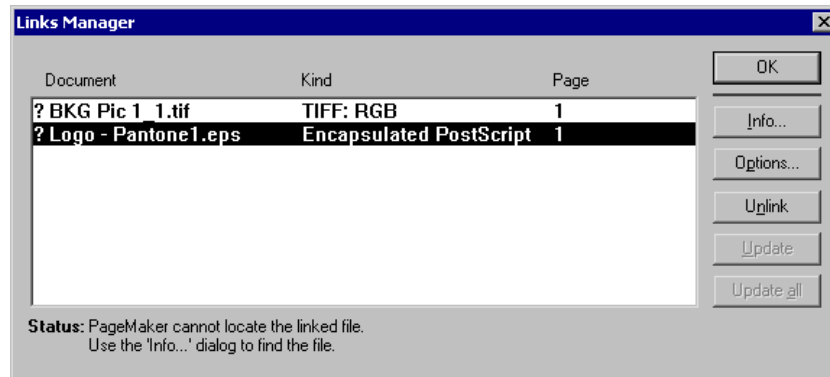 Links Manager
Document Kind Page
OK
? BKG Pic 1_1.tif TIFF: RGB 1
? Logo - Pantone1.eps Encapsulated PostScript 1
Info...
Options...
Unlink
Update
Update all
Status: PageMaker cannot locate the linked file.
Use the 'Info...' dialog to find the file.